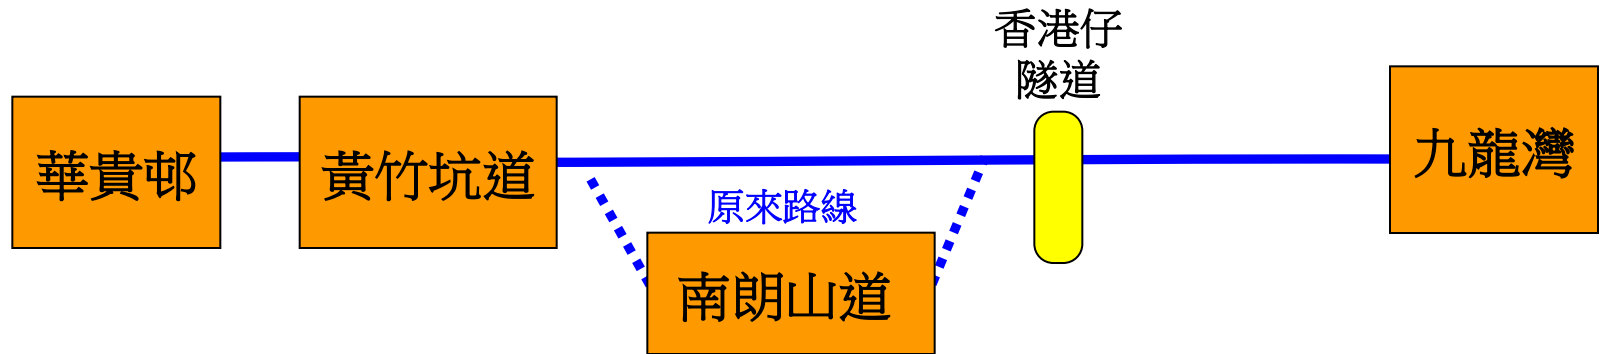 香港仔
隧道
華貴邨
黃竹坑道
九龍灣
原來路線
南朗山道